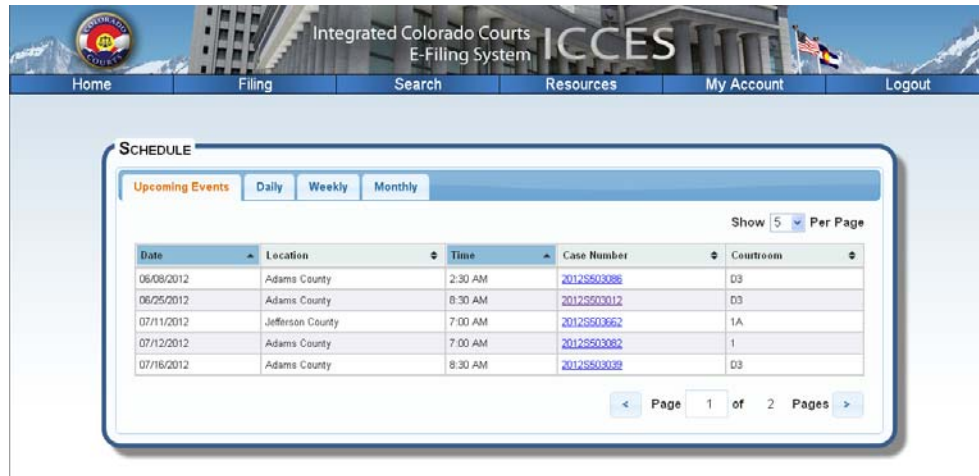 COLORADO
COURTS
Integrated Colorado Courts
E-Filing System
ICCES
Home Filing Search Resources My Account Logout
SCHEDULE
Upcoming Events Daily Weekly Monthly
Show 5 Per Page
Date Location Time Case Number Courtroom
06/08/2012 Adams County 2:30 AM 2012S503086 D3
06/25/2012 Adams County 8:30 AM 2012S503012 D3
07/11/2012 Jefferson County 7:00 AM 2012S503662 1A
07/12/2012 Adams County 7:00 AM 2012S503082 1
07/16/2012 Adams County 8:30 AM 2012S503039 D3
Page 1 of 2 Pages